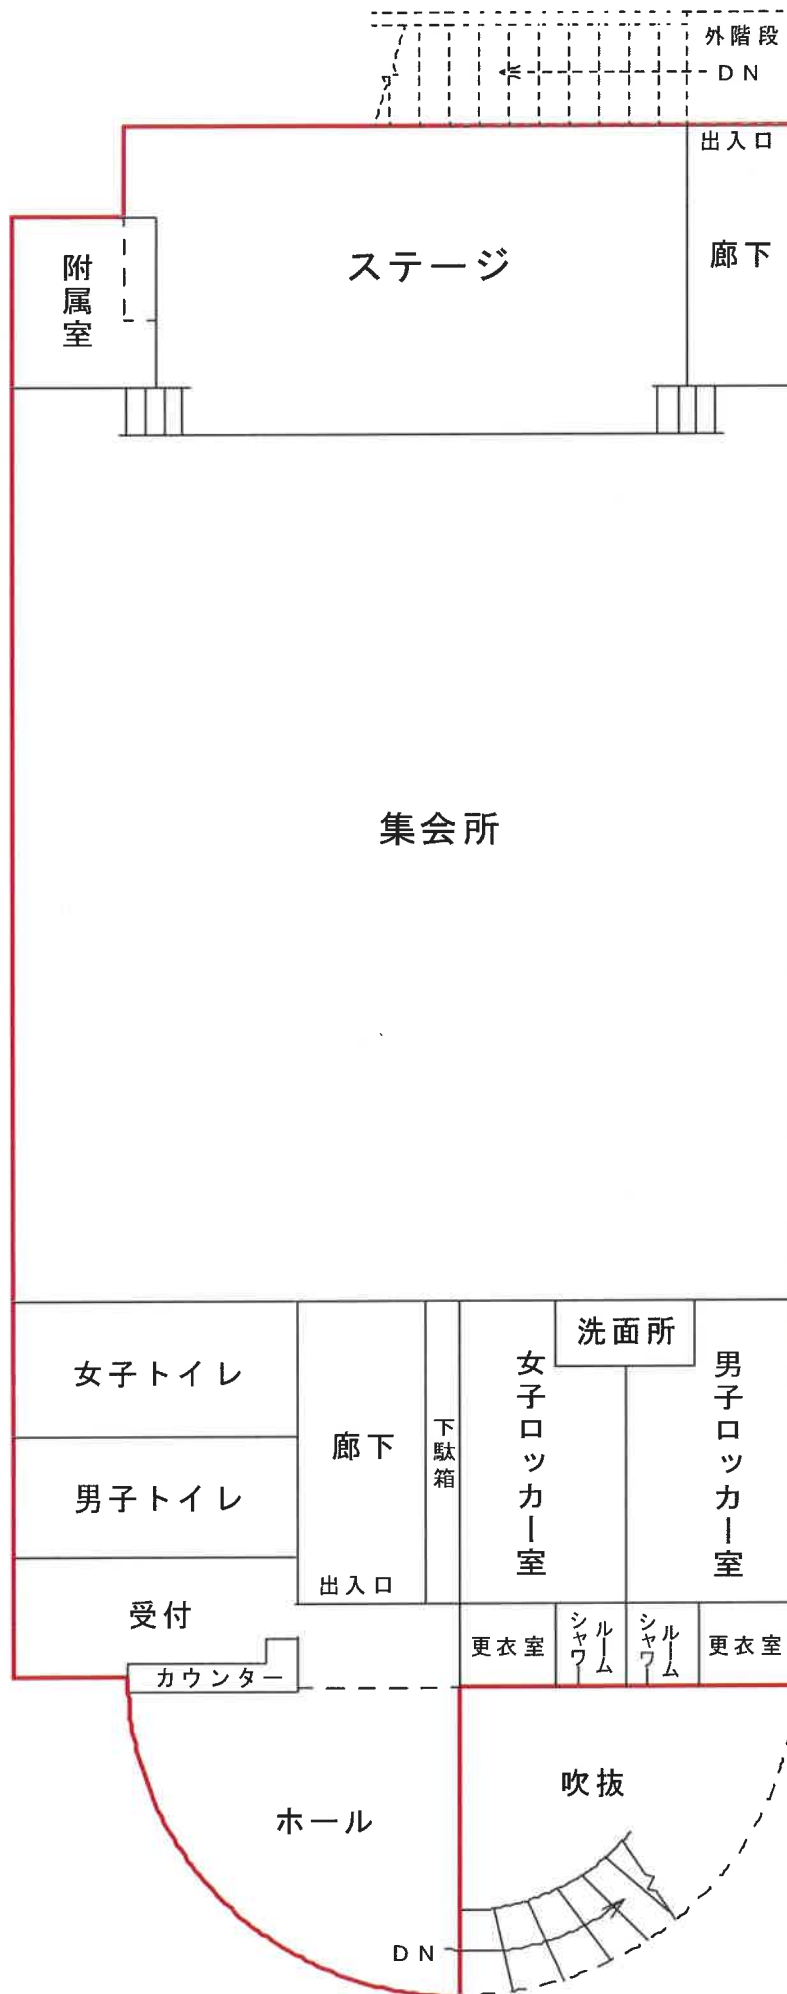 外階段
DN
出入口
附属室
ステージ
廊下
集会所
女子トイレ
廊下
下駄箱
女子ロッカー室
洗面所
男子ロッカー室
男子トイレ
出入口
受付
カウンター
更衣室
シャワールーム
シャワールーム
更衣室
ホール
吹抜
DN